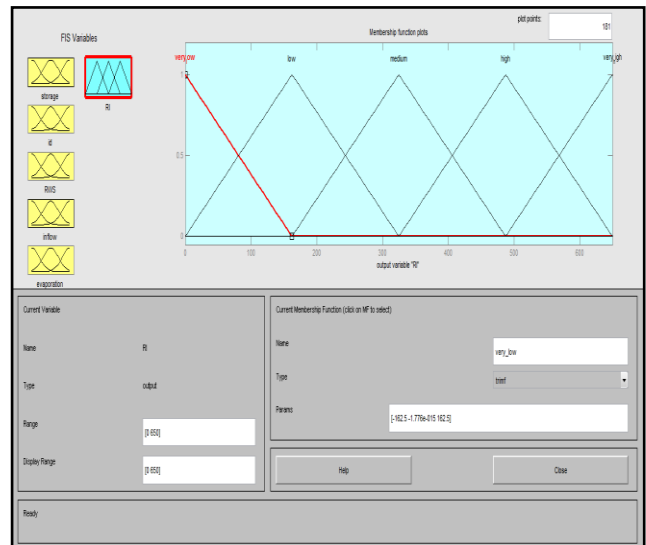 FIS Variables
storage
id
RWS
inflow
evaporation
RI
Membership function plots
plot points:
181
very_low
low
medium
high
very_high
1
0.5
0
0
100
200
300
400
500
600
output variable "RI"
Current Variable
Name
RI
Type
output
Range
[0 650]
Display Range
[0 650]
Current Membership Function (click on MF to select)
Name
very_low
Type
trimf
Params
[-162.5 -1.776e-015 162.5]
Help
Close
Ready